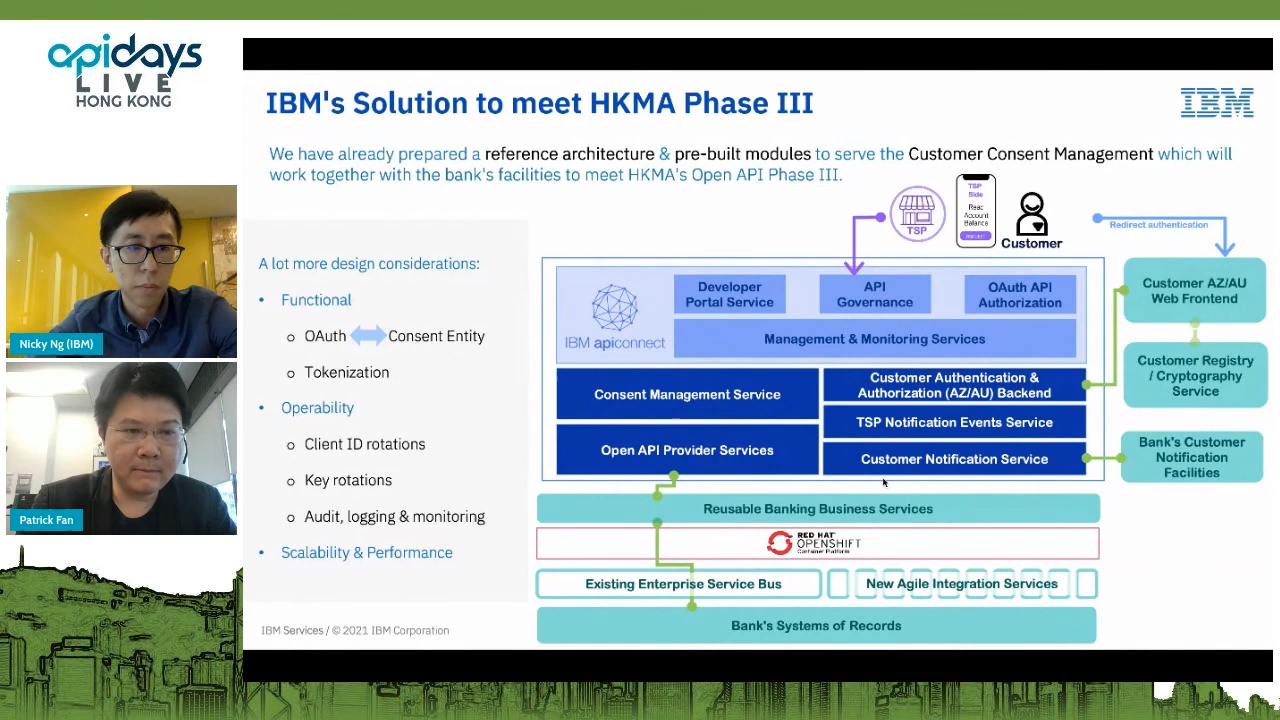 apidays
LIVE
HONG KONG
IBM's Solution to meet HKMA Phase III
IBM
We have already prepared a reference architecture & pre-built modules to serve the Customer Consent Management which will
work together with the bank's facilities to meet HKMA's Open API Phase III.
TSP
TSP
Side
Read
Account
Balance
Customer
Redirect authentication
Nicky Ng (IBM)
Patrick Fan
A lot more design considerations:
• Functional
o OAuth Consent Entity
o Tokenization
• Operability
o Client ID rotations
o Key rotations
o Audit, logging & monitoring
• Scalability & Performance
IBM apiconnect
Developer
Portal Service
API
Governance
OAuth API
Authorization
Management & Monitoring Services
Consent Management Service
Open API Provider Services
Customer Authentication &
Authorization (AZ/AU) Backend
TSP Notification Events Service
Customer Notification Service
Customer AZ/AU
Web Frontend
Customer Registry
/ Cryptography
Service
Bank's Customer
Notification
Facilities
Reusable Banking Business Services
RED HAT
OPENSHIFT
Container Platform
Existing Enterprise Service Bus
New Agile Integration Services
Bank's Systems of Records
IBM Services / © 2021 IBM Corporation